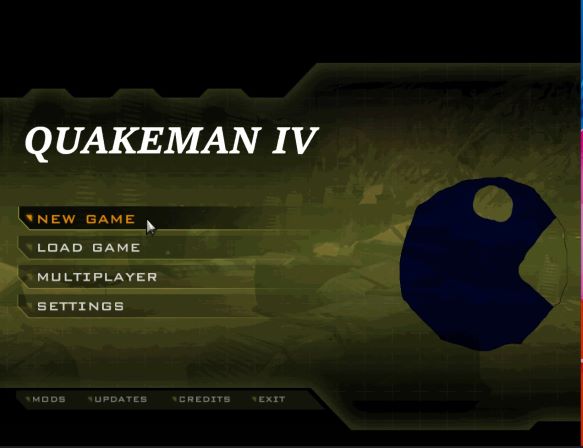 QUAKEMAN IV
NEW GAME
LOAD GAME
MULTIPLAYER
SETTINGS
MODS UPDATES CREDITS EXIT